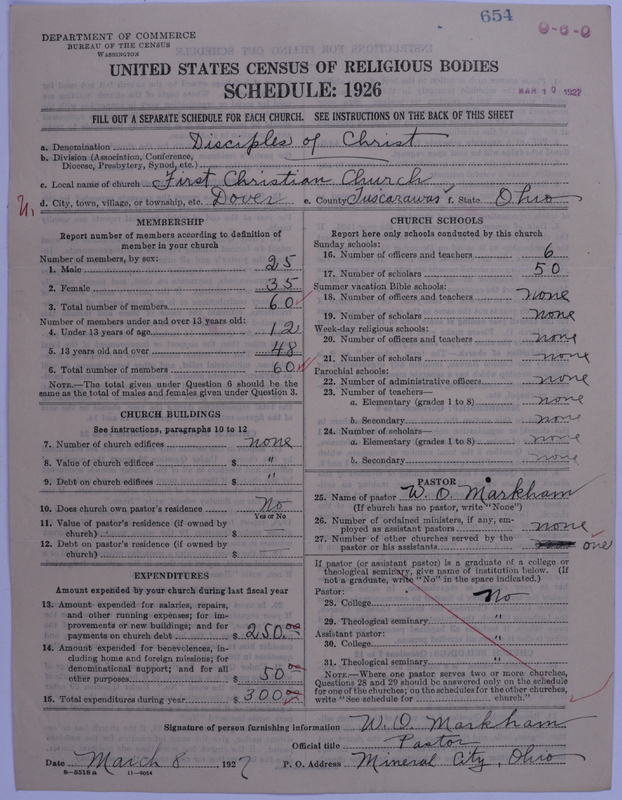 654
9-6-0
DEPARTMENT OF COMMERCE
BUREAU OF THE CENSUS
WASHINGTON
MAR 10 1927
UNITED STATES CENSUS OF RELIGIOUS BODIES
SCHEDULE: 1926
FILL OUT A SEPARATE SCHEDULE FOR EACH CHURCH. SEE INSTRUCTIONS ON THE BACK OF THIS SHEET
a. Denomination Disciples of Christ
b. Division (Association, Conference,
Diocese, Presbytery, Synod, etc.)
c. Local name of church First Christian Church
d. City, town, village, or township, etc. Dover e. County Tuscarawas f. State Ohio
MEMBERSHIP
Report number of members according to definition of
member in your church
Number of members, by sex:
1. Male 25
2. Female 35
3. Total number of members 60
Number of members under and over 13 years old:
4. Under 13 years of age 12
5. 13 years old and over 48
6. Total number of members 60
NOTE.—The total given under Question 6 should be the
same as the total of males and females given under Question 3.
CHURCH BUILDINGS
See instructions, paragraphs 10 to 12
7. Number of church edifices none
8. Value of church edifices $ "
9. Debt on church edifices $ "
10. Does church own pastor's residence No
Yes or No
11. Value of pastor's residence (if owned by
church) $
12. Debt on pastor's residence (if owned by
church) $
EXPENDITURES
Amount expended by your church during last fiscal year
13. Amount expended for salaries, repairs,
and other running expenses; for im-
provements or new buildings; and for
payments on church debt $ 250.00
14. Amount expended for benevolences, in-
cluding home and foreign missions; for
denominational support; and for all
other purposes $ 50 00
15. Total expenditures during year $ 300 00
CHURCH SCHOOLS
Report here only schools conducted by this church
Sunday schools:
16. Number of officers and teachers 6
17. Number of scholars 50
Summer vacation Bible schools:
18. Number of officers and teachers none
19. Number of scholars none
Week-day religious schools:
20. Number of officers and teachers none
21. Number of scholars none
Parochial schools:
22. Number of administrative officers none
23. Number of teachers—
a. Elementary (grades 1 to 8) none
b. Secondary none
24. Number of scholars—
a. Elementary (grades 1 to 8) none
b. Secondary none
PASTOR
25. Name of pastor W. O. Markham
(If church has no pastor, write "None")
26. Number of ordained ministers, if any, em-
ployed as assistant pastors none
27. Number of other churches served by the
pastor or his assistants one
If pastor (or assistant pastor) is a graduate of a college or
theological seminary, give name of institution below. (If
not a graduate, write "No" in the space indicated.)
Pastor:
28. College No
29. Theological seminary "
Assistant pastor:
30. College "
31. Theological seminary "
NOTE.—Where one pastor serves two or more churches,
Questions 28 and 29 should be answered only on the schedule
for one of the churches; on the schedules for the other churches,
write "See schedule for church."
Signature of person furnishing information W. O. Markham
Official title Pastor
Date March 8, 1927 P. O. Address Mineral City, Ohio
8-5518a 11-9054